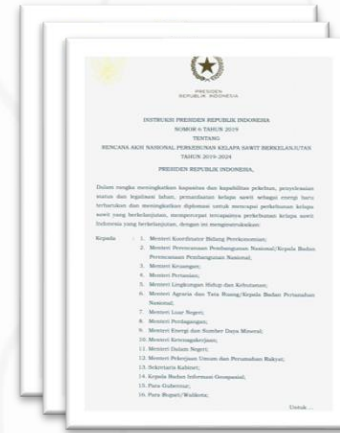 PRESIDEN
REPUBLIK INDONESIA
INSTRUKSI PRESIDEN REPUBLIK INDONESIA
NOMOR 6 TAHUN 2019
TENTANG
RENCANA AKSI NASIONAL PERKEBUNAN KELAPA SAWIT BERKELANJUTAN
TAHUN 2019-2024
PRESIDEN REPUBLIK INDONESIA,
Dalam rangka meningkatkan kapasitas dan kapabilitas pekebun, penyelesaian
status dan legalisasi lahan, pemanfaatan kelapa sawit sebagai energi baru
terbarukan dan meningkatkan diplomasi untuk mencapai perkebunan kelapa
sawit yang berkelanjutan, mempercepat tercapainya perkebunan kelapa sawit
Indonesia yang berkelanjutan, dengan ini menginstruksikan:
Kepada : 1. Menteri Koordinator Bidang Perekonomian;
2. Menteri Perencanaan Pembangunan Nasional/Kepala Badan
Perencanaan Pembangunan Nasional;
3. Menteri Keuangan;
4. Menteri Pertanian;
5. Menteri Lingkungan Hidup dan Kehutanan;
6. Menteri Agraria dan Tata Ruang/Kepala Badan Pertanahan
Nasional;
7. Menteri Luar Negeri;
8. Menteri Perdagangan;
9. Menteri Energi dan Sumber Daya Mineral;
10. Menteri Ketenagakerjaan;
11. Menteri Dalam Negeri;
12. Menteri Pekerjaan Umum dan Perumahan Rakyat;
13. Sekretaris Kabinet;
14. Kepala Badan Informasi Geospasial;
15. Para Gubernur;
16. Para Bupati/Walikota;
Untuk ...